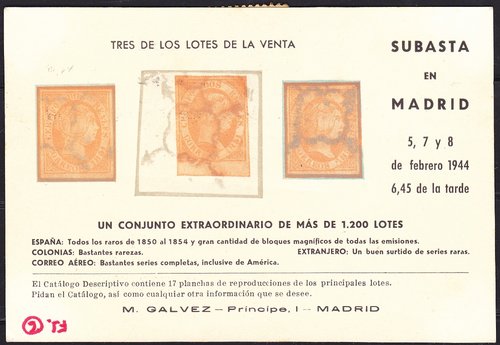 TRES DE LOS LOTES DE LA VENTA
SUBASTA
EN
MADRID
5, 7 y 8
de febrero 1944
6,45 de la tarde
UN CONJUNTO EXTRAORDINARIO DE MÁS DE 1.200 LOTES
ESPAÑA: Todos los raros de 1850 al 1854 y gran cantidad de bloques magníficos de todas las emisiones.
COLONIAS: Bastantes rarezas. EXTRANJERO: Un buen surtido de series raras.
CORREO AÉREO: Bastantes series completas, inclusive de América.
El Catálogo Descriptivo contiene 17 planchas de reproducciones de los principales lotes.
Pidan el Catálogo, así como cualquier otra información que se desee.
M. GALVEZ — Príncipe, 1 — MADRID